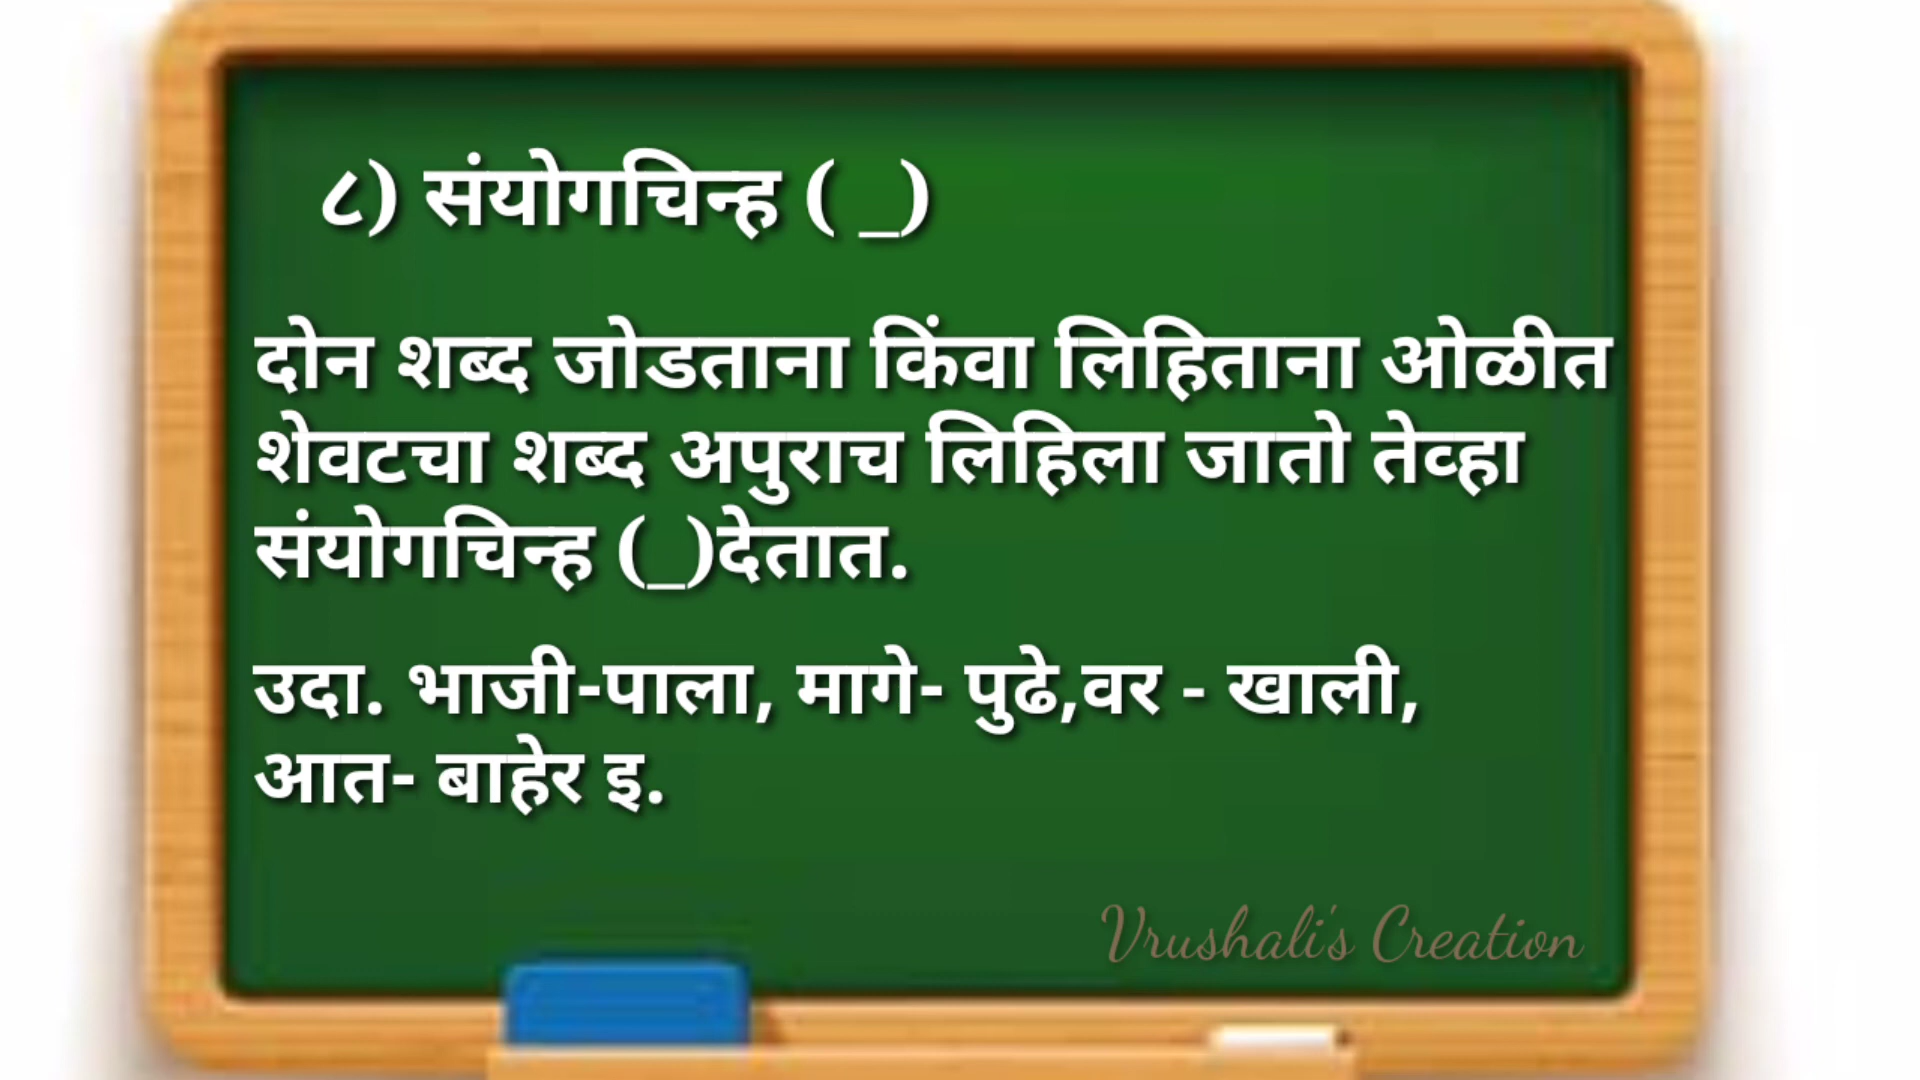 ८) संयोगचिन्ह ( _)
दोन शब्द जोडताना किंवा लिहिताना ओळीत
शेवटचा शब्द अपुराच लिहिला जातो तेव्हा
संयोगचिन्ह (_)देतात.
उदा. भाजी-पाला, मागे- पुढे,वर - खाली,
आत- बाहेर इ.
Vrushali's Creation